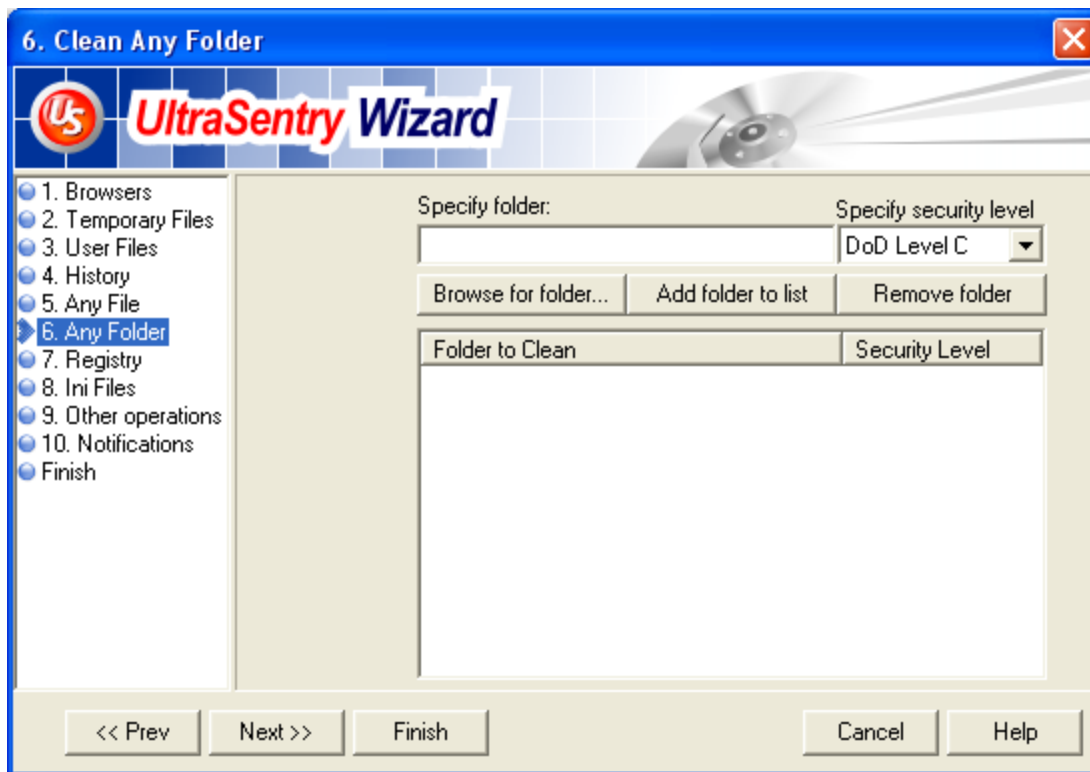 6. Clean Any Folder
US
UltraSentry Wizard
1. Browsers
2. Temporary Files
3. User Files
4. History
5. Any File
6. Any Folder
7. Registry
8. Ini Files
9. Other operations
10. Notifications
Finish
Specify folder:
Specify security level
DoD Level C
Browse for folder...
Add folder to list
Remove folder
Folder to Clean
Security Level
<< Prev
Next >>
Finish
Cancel
Help